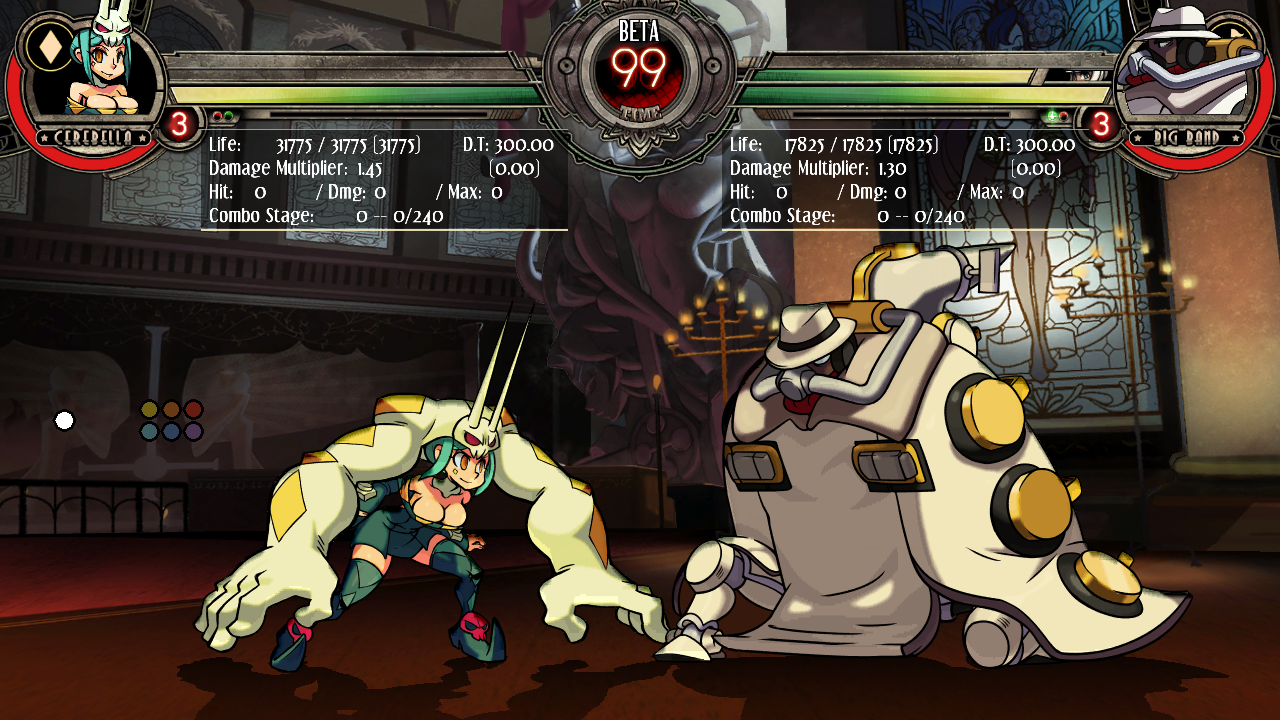 BETA
99
TIME
CEREBELLA
3
3
BIG BAND
Life: 31775 / 31775 (31775) D.T: 300.00
Damage Multiplier: 1.45 (0.00)
Hit: 0 / Dmg: 0 / Max: 0
Combo Stage: 0 -- 0/240
Life: 17825 / 17825 (17825) D.T: 300.00
Damage Multiplier: 1.30 (0.00)
Hit: 0 / Dmg: 0 / Max: 0
Combo Stage: 0 -- 0/240